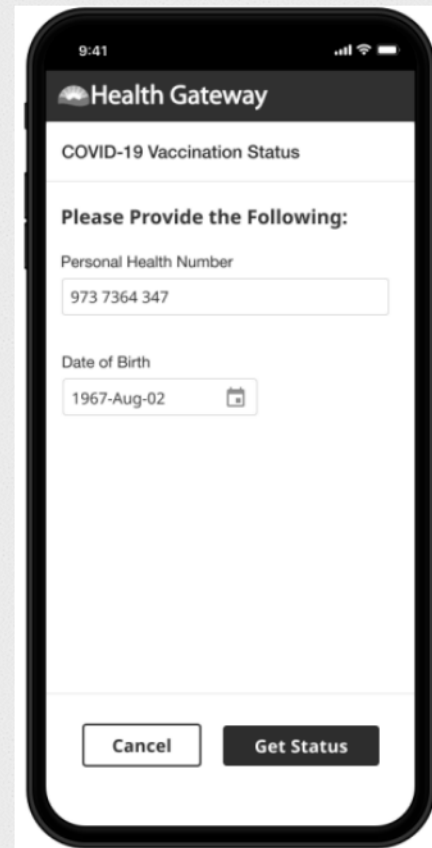 9:41
Health Gateway
COVID-19 Vaccination Status
Please Provide the Following:
Personal Health Number
973 7364 347
Date of Birth
1967-Aug-02
Cancel
Get Status